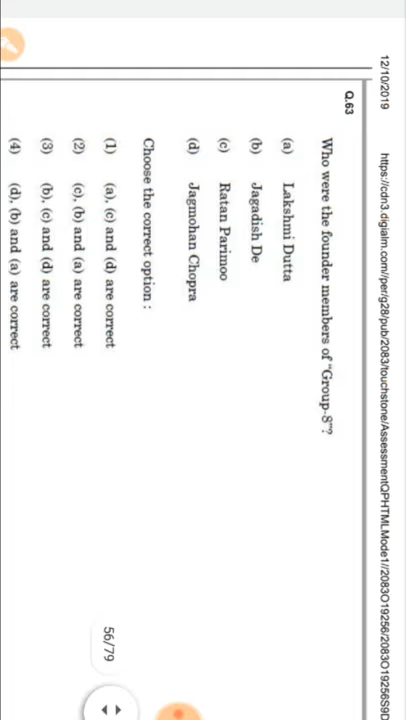 12/10/2019 https://cdn3.digialm.com//per/g28/pub/2083/touchstone/AssessmentQPHTMLMode1//2083O19256/2083O19256S9D
Q.63
Who were the founder members of "Group-8"?
(a) Lakshmi Dutta
(b) Jagadish De
(c) Ratan Parimoo
(d) Jagmohan Chopra
Choose the correct option :
(1) (a), (c) and (d) are correct
(2) (c), (b) and (a) are correct
(3) (b), (c) and (d) are correct
(4) (d), (b) and (a) are correct
56/79